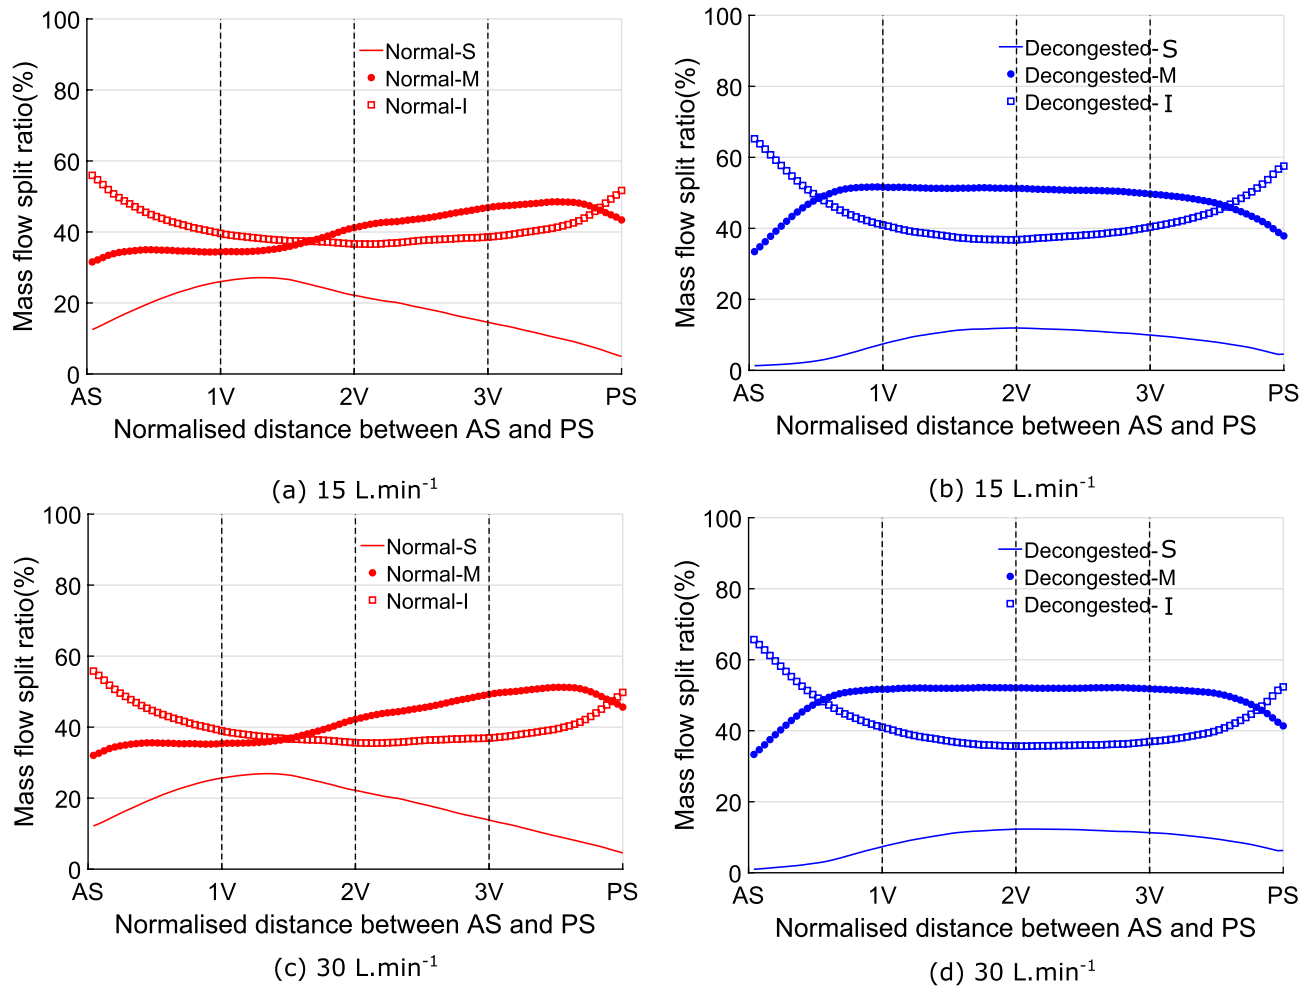 100
80
60
40
20
0
Mass flow split ratio(%)
Normal-S
Normal-M
Normal-I
AS 1V 2V 3V PS
Normalised distance between AS and PS
(a) 15 L.min-1
100
80
60
40
20
0
Mass flow split ratio(%)
Decongested-S
Decongested-M
Decongested-I
AS 1V 2V 3V PS
Normalised distance between AS and PS
(b) 15 L.min-1
100
80
60
40
20
0
Mass flow split ratio(%)
Normal-S
Normal-M
Normal-I
AS 1V 2V 3V PS
Normalised distance between AS and PS
(c) 30 L.min-1
100
80
60
40
20
0
Mass flow split ratio(%)
Decongested-S
Decongested-M
Decongested-I
AS 1V 2V 3V PS
Normalised distance between AS and PS
(d) 30 L.min-1